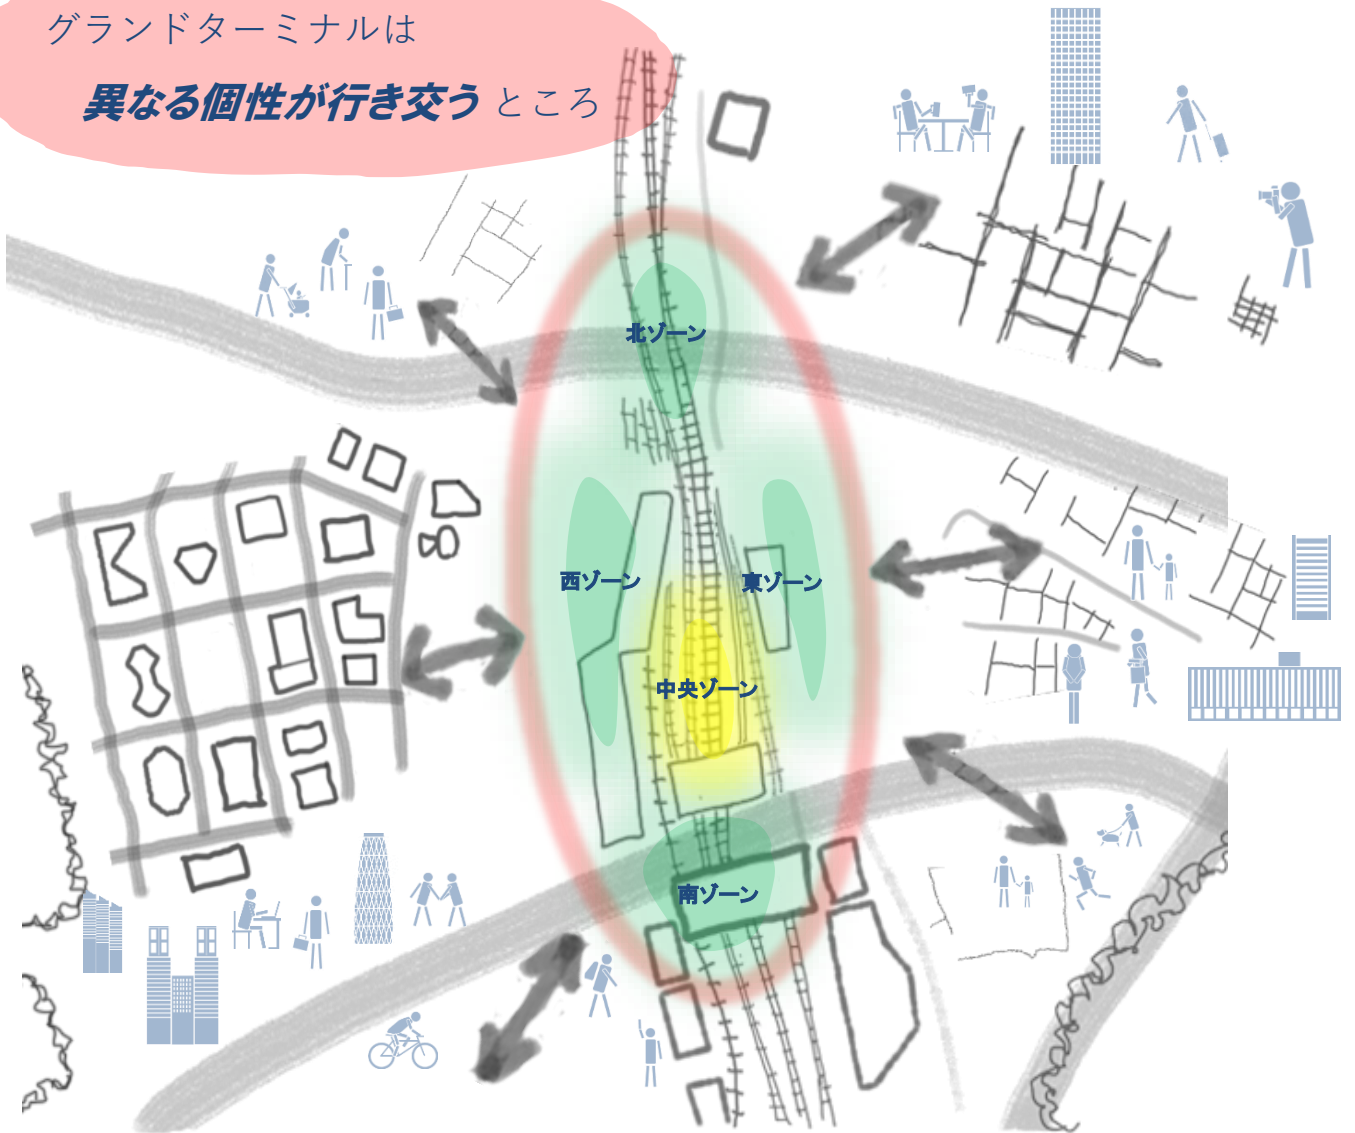 グランドターミナルは
異なる個性が行き交う ところ
北ゾーン
西ゾーン
東ゾーン
中央ゾーン
南ゾーン